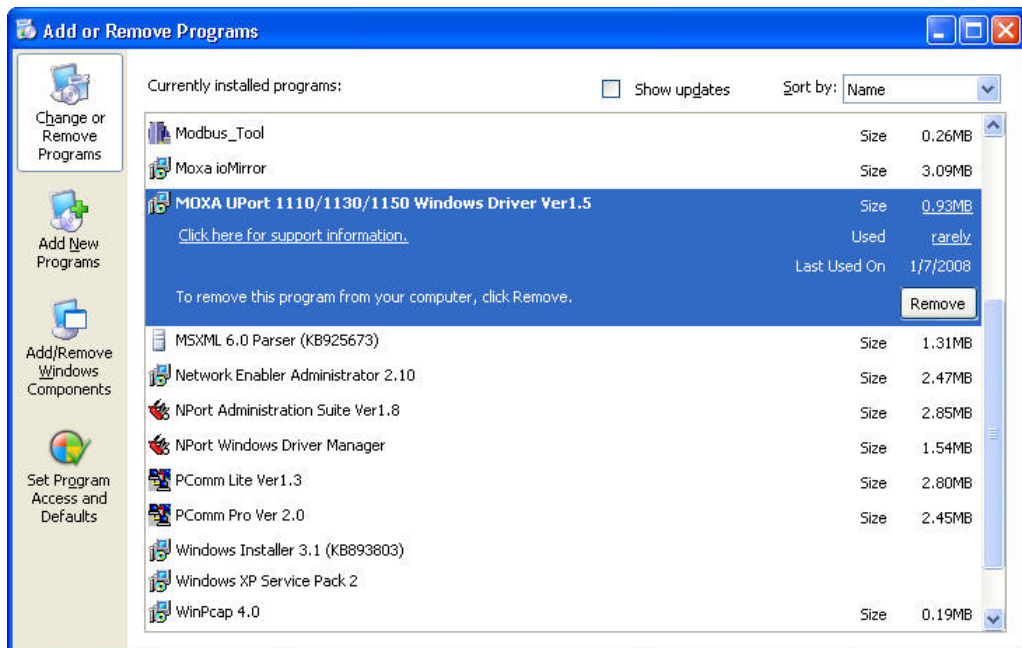 Add or Remove Programs
Change or
Remove
Programs
Add New
Programs
Add/Remove
Windows
Components
Set Program
Access and
Defaults
Currently installed programs:
Show updates
Sort by: Name
Modbus_Tool Size 0.26MB
Moxa ioMirror Size 3.09MB
MOXA UPort 1110/1130/1150 Windows Driver Ver1.5 Size 0.93MB
Click here for support information. Used rarely
Last Used On 1/7/2008
To remove this program from your computer, click Remove. Remove
MSXML 6.0 Parser (KB925673) Size 1.31MB
Network Enabler Administrator 2.10 Size 2.47MB
NPort Administration Suite Ver1.8 Size 2.85MB
NPort Windows Driver Manager Size 1.54MB
PComm Lite Ver1.3 Size 2.80MB
PComm Pro Ver 2.0 Size 2.45MB
Windows Installer 3.1 (KB893803)
Windows XP Service Pack 2
WinPcap 4.0 Size 0.19MB